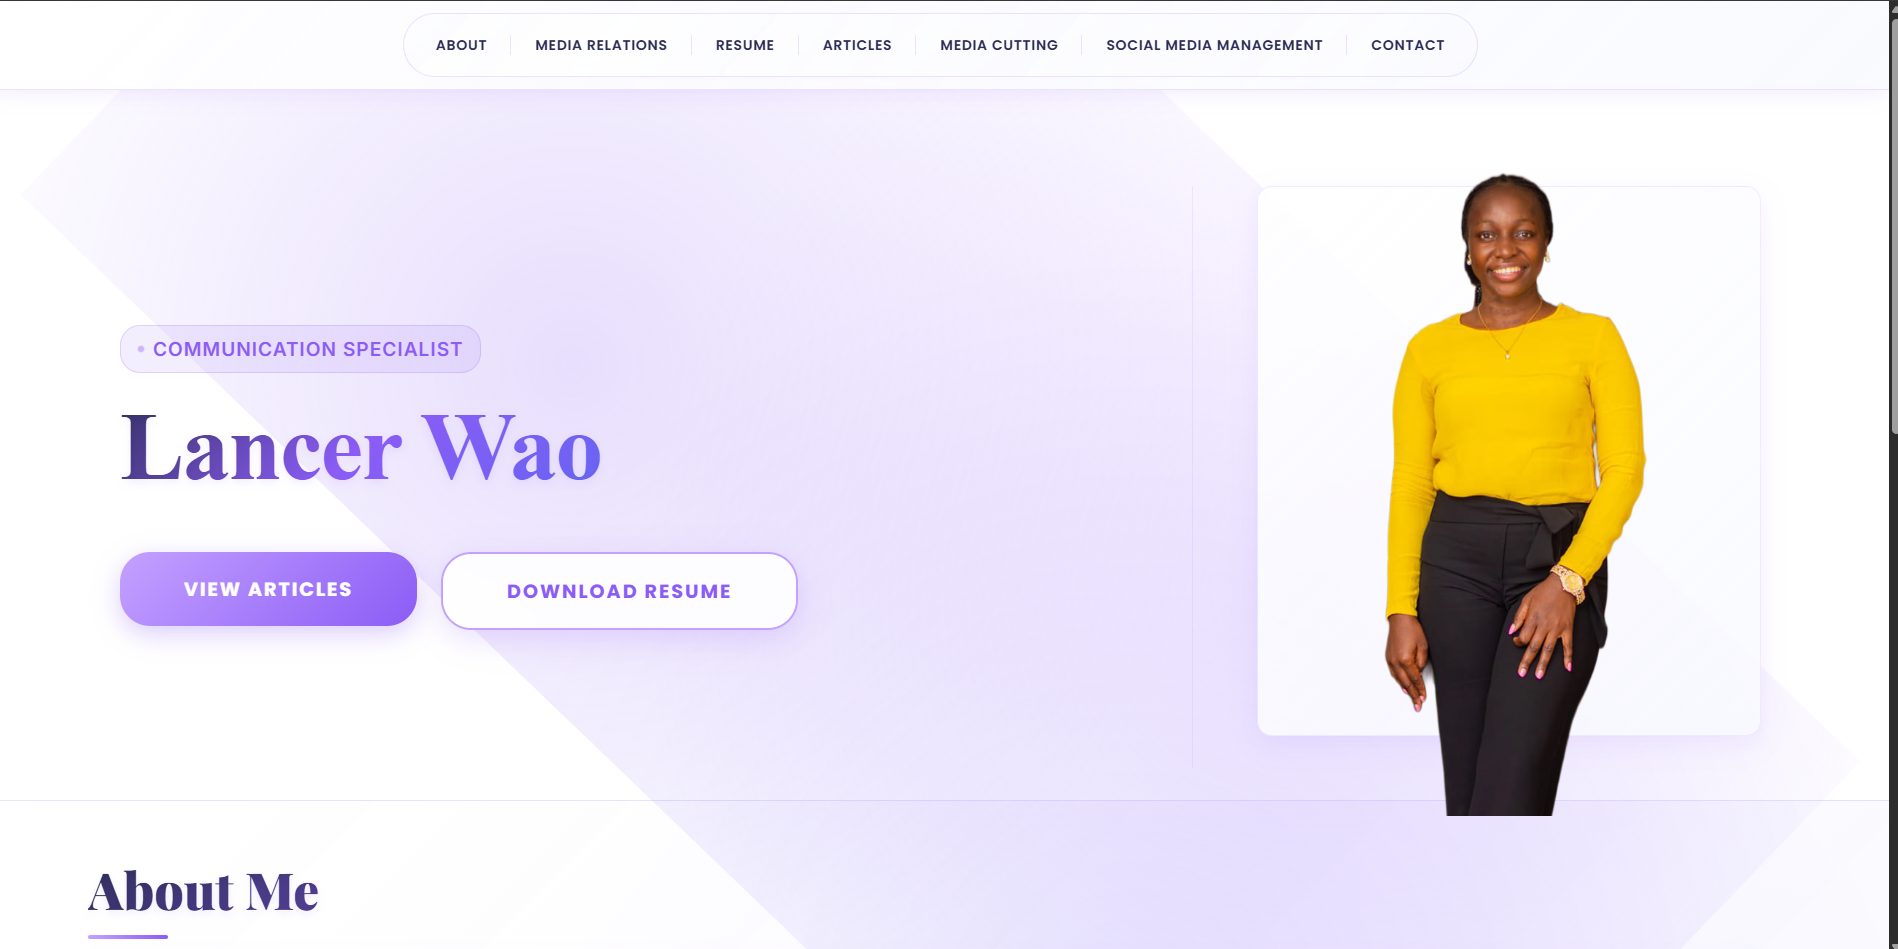 ABOUT
MEDIA RELATIONS
RESUME
ARTICLES
MEDIA CUTTING
SOCIAL MEDIA MANAGEMENT
CONTACT
COMMUNICATION SPECIALIST
Lancer Wao
VIEW ARTICLES
DOWNLOAD RESUME
About Me